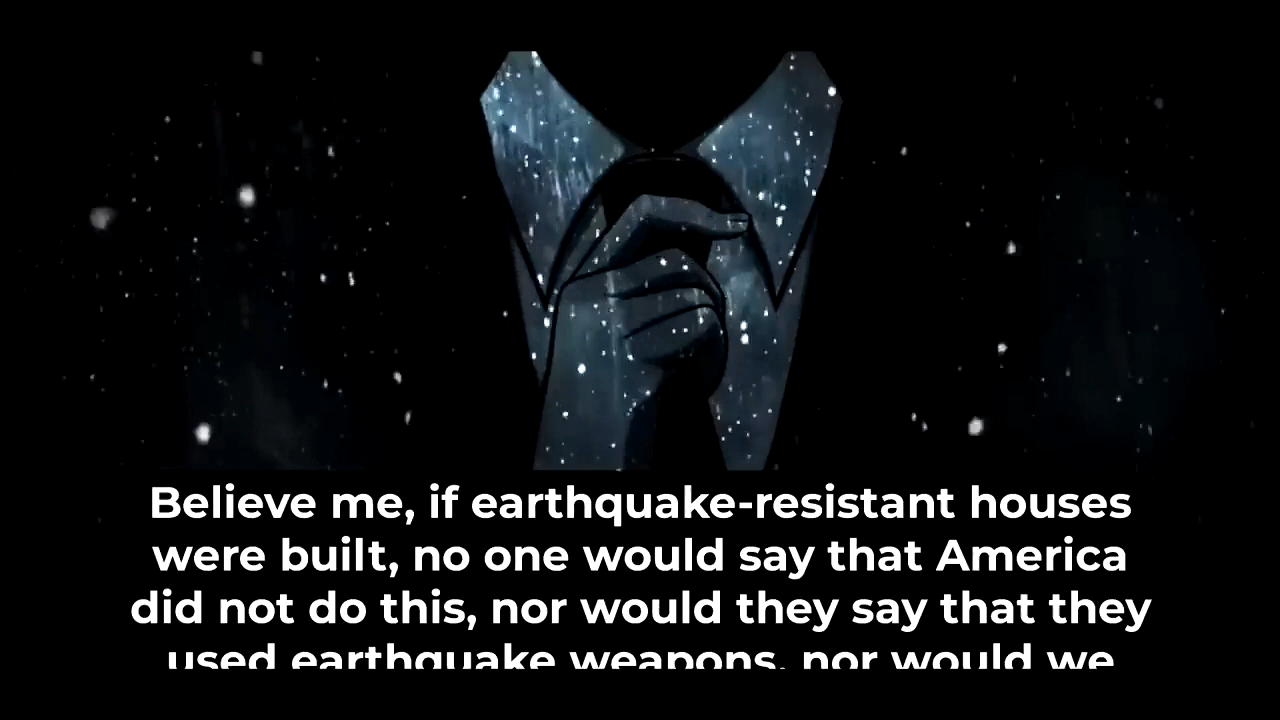 Believe me, if earthquake-resistant houses
were built, no one would say that America
did not do this, nor would they say that they
used earthquake weapons, nor would we